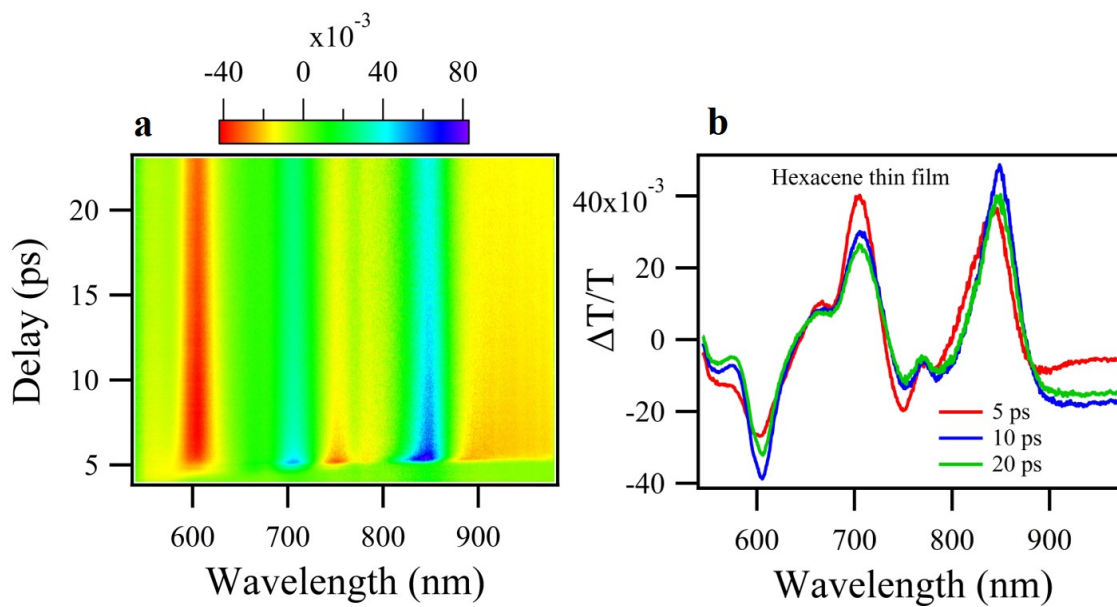 x10⁻³
-40 0 40 80
a
20
15
10
5
Delay (ps)
600 700 800 900
Wavelength (nm)
b
Hexacene thin film
40x10⁻³
20
0
-20
-40
ΔT/T
5 ps
10 ps
20 ps
600 700 800 900
Wavelength (nm)